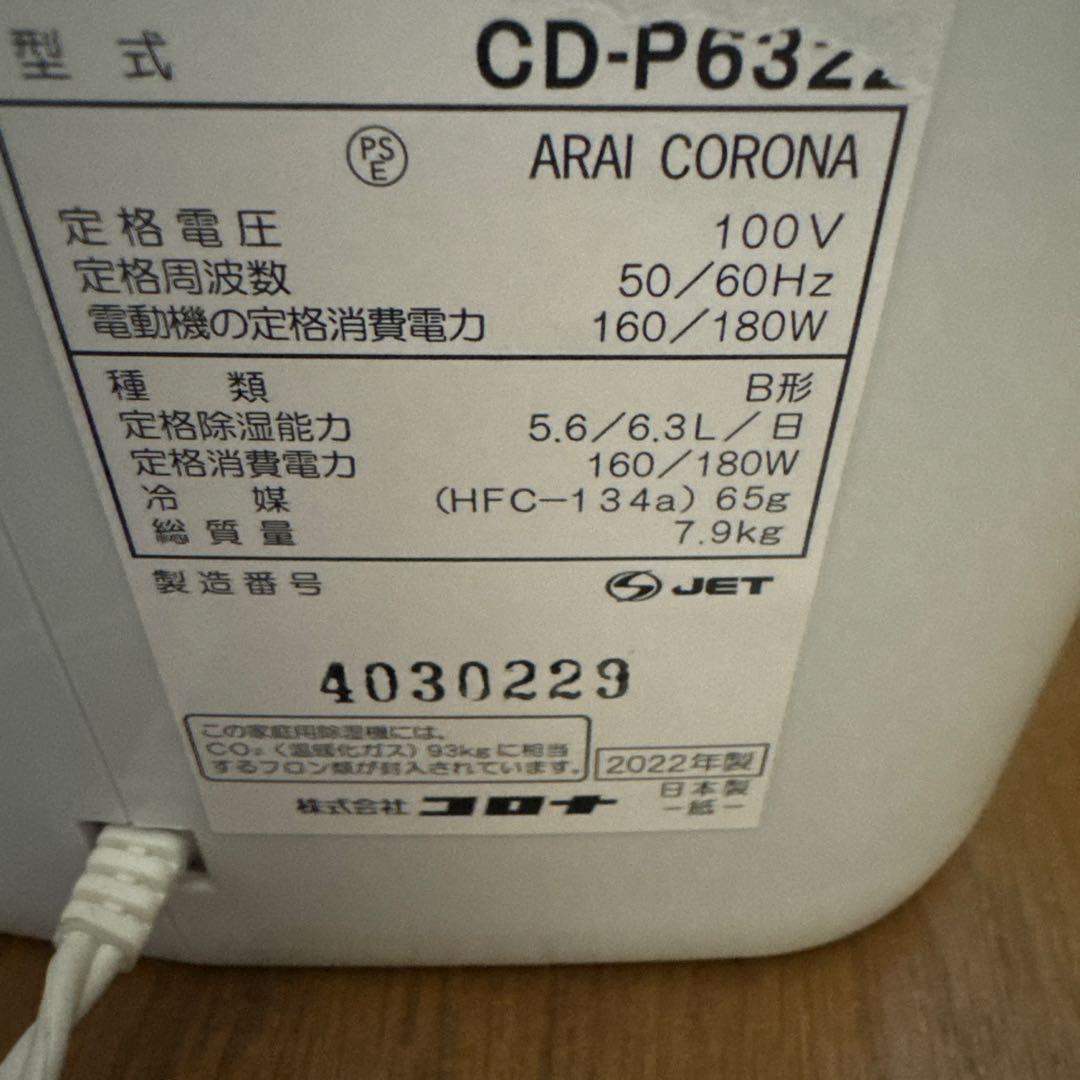 型 式 CD-P6322
PSE ARAI CORONA
定格電圧 100V
定格周波数 50/60Hz
電動機の定格消費電力 160/180W
種 類 B形
定格除湿能力 5.6/6.3L/日
定格消費電力 160/180W
冷 媒 (HFC-134a) 65g
総質量 7.9kg
製造番号 JET
4030229
この家庭用除湿機には、
CO₂(温暖化ガス)93kgに相当
するフロン類が封入されています。
2022年製
株式会社 コロナ
日本製
-紙-